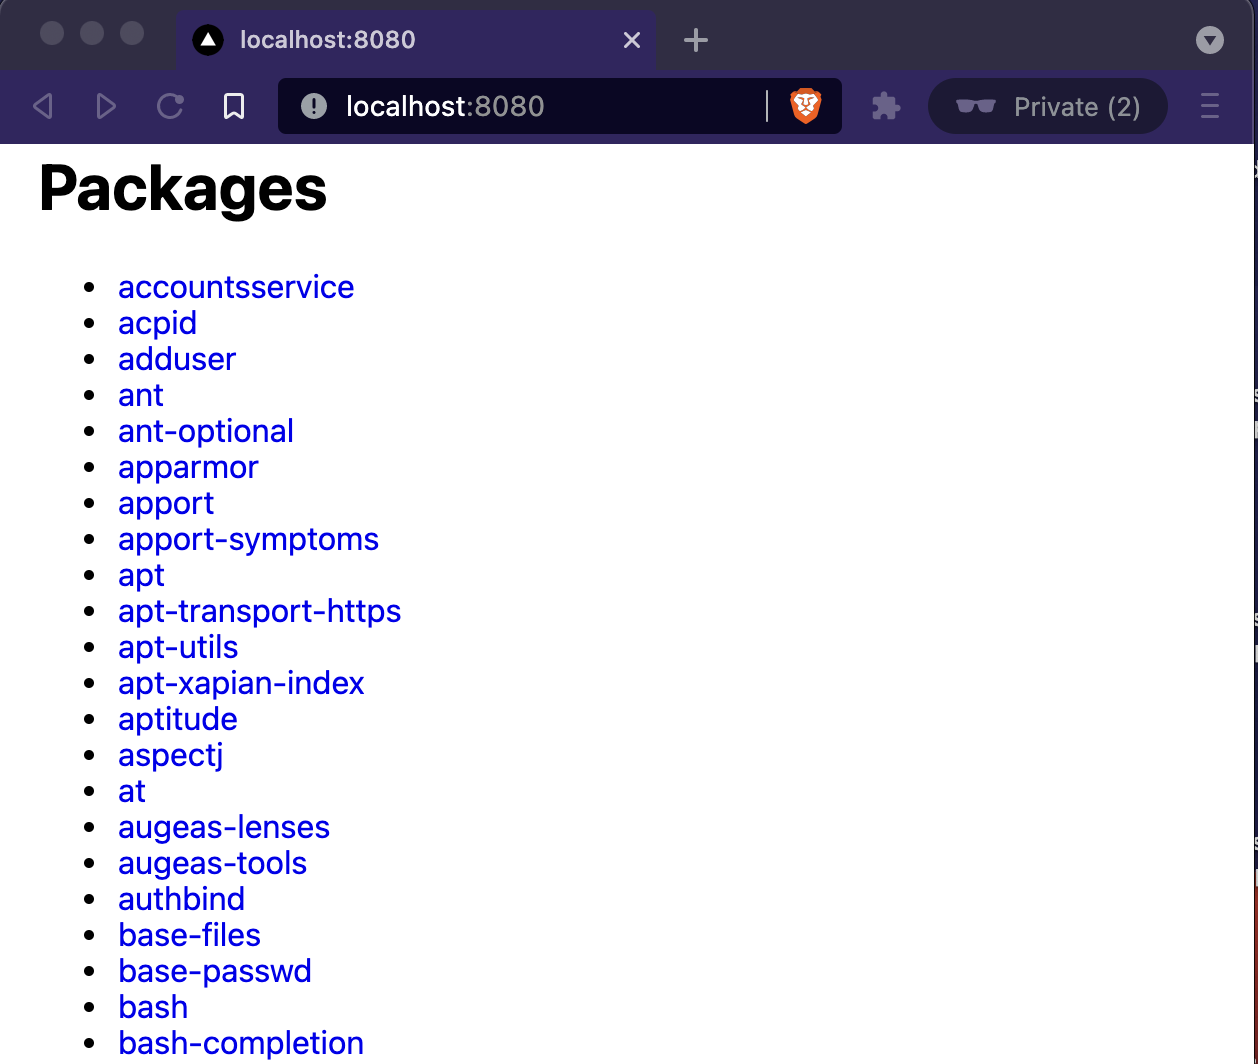 localhost:8080
localhost:8080
Private (2)
Packages
accountsservice
acpid
adduser
ant
ant-optional
apparmor
apport
apport-symptoms
apt
apt-transport-https
apt-utils
apt-xapian-index
aptitude
aspectj
at
augeas-lenses
augeas-tools
authbind
base-files
base-passwd
bash
bash-completion